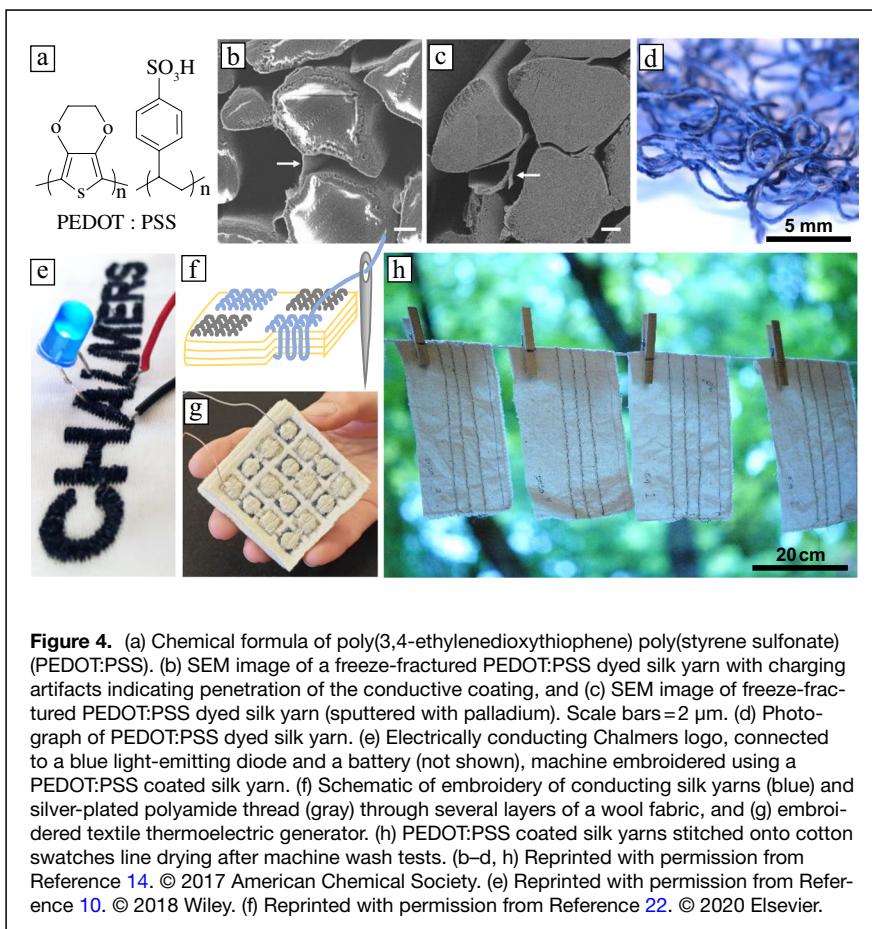 a
SO₃H
O O
S
n
n
PEDOT : PSS
b
c
d
5 mm
e
CHALMERS
f
g
h
20 cm
Figure 4. (a) Chemical formula of poly(3,4-ethylenedioxythiophene) poly(styrene sulfonate)
(PEDOT:PSS). (b) SEM image of a freeze-fractured PEDOT:PSS dyed silk yarn with charging
artifacts indicating penetration of the conductive coating, and (c) SEM image of freeze-frac-
tured PEDOT:PSS dyed silk yarn (sputtered with palladium). Scale bars = 2 µm. (d) Photo-
graph of PEDOT:PSS dyed silk yarn. (e) Electrically conducting Chalmers logo, connected
to a blue light-emitting diode and a battery (not shown), machine embroidered using a
PEDOT:PSS coated silk yarn. (f) Schematic of embroidery of conducting silk yarns (blue) and
silver-plated polyamide thread (gray) through several layers of a wool fabric, and (g) embroi-
dered textile thermoelectric generator. (h) PEDOT:PSS coated silk yarns stitched onto cotton
swatches line drying after machine wash tests. (b–d, h) Reprinted with permission from
Reference 14. © 2017 American Chemical Society. (e) Reprinted with permission from Refer-
ence 10. © 2018 Wiley. (f) Reprinted with permission from Reference 22. © 2020 Elsevier.